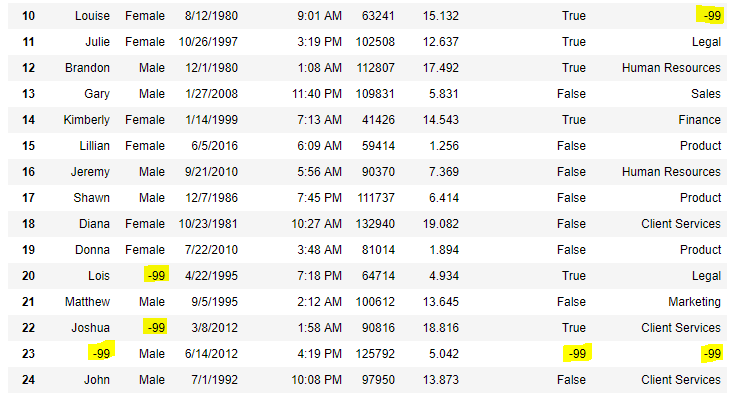 10 Louise Female 8/12/1980 9:01 AM 63241 15.132 True -99
11 Julie Female 10/26/1997 3:19 PM 102508 12.637 True Legal
12 Brandon Male 12/1/1980 1:08 AM 112807 17.492 True Human Resources
13 Gary Male 1/27/2008 11:40 PM 109831 5.831 False Sales
14 Kimberly Female 1/14/1999 7:13 AM 41426 14.543 True Finance
15 Lillian Female 6/5/2016 6:09 AM 59414 1.256 False Product
16 Jeremy Male 9/21/2010 5:56 AM 90370 7.369 False Human Resources
17 Shawn Male 12/7/1986 7:45 PM 111737 6.414 False Product
18 Diana Female 10/23/1981 10:27 AM 132940 19.082 False Client Services
19 Donna Female 7/22/2010 3:48 AM 81014 1.894 False Product
20 Lois -99 4/22/1995 7:18 PM 64714 4.934 True Legal
21 Matthew Male 9/5/1995 2:12 AM 100612 13.645 False Marketing
22 Joshua -99 3/8/2012 1:58 AM 90816 18.816 True Client Services
23 -99 Male 6/14/2012 4:19 PM 125792 5.042 -99 -99
24 John Male 7/1/1992 10:08 PM 97950 13.873 False Client Services